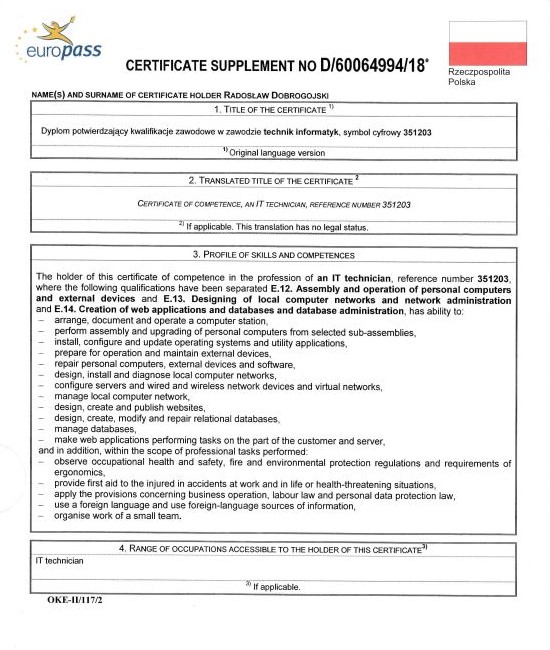 europass
CERTIFICATE SUPPLEMENT NO D/60064994/18*
Rzeczpospolita
Polska
NAME(S) AND SURNAME OF CERTIFICATE HOLDER RADOSŁAW DOBROGOJSKI
1. TITLE OF THE CERTIFICATE 1)
Dyplom potwierdzający kwalifikacje zawodowe w zawodzie technik informatyk, symbol cyfrowy 351203
1) Original language version
2. TRANSLATED TITLE OF THE CERTIFICATE 2
CERTIFICATE OF COMPETENCE, AN IT TECHNICIAN, REFERENCE NUMBER 351203
2) If applicable. This translation has no legal status.
3. PROFILE OF SKILLS AND COMPETENCES
The holder of this certificate of competence in the profession of an IT technician, reference number 351203,
where the following qualifications have been separated E.12. Assembly and operation of personal computers
and external devices and E.13. Designing of local computer networks and network administration
and E.14. Creation of web applications and databases and database administration, has ability to:
– arrange, document and operate a computer station,
– perform assembly and upgrading of personal computers from selected sub-assemblies,
– install, configure and update operating systems and utility applications,
– prepare for operation and maintain external devices,
– repair personal computers, external devices and software,
– design, install and diagnose local computer networks,
– configure servers and wired and wireless network devices and virtual networks,
– manage local computer network,
– design, create and publish websites,
– design, create, modify and repair relational databases,
– manage databases,
– make web applications performing tasks on the part of the customer and server,
and in addition, within the scope of professional tasks performed:
– observe occupational health and safety, fire and environmental protection regulations and requirements of
ergonomics,
– provide first aid to the injured in accidents at work and in life or health-threatening situations,
– apply the provisions concerning business operation, labour law and personal data protection law,
– use a foreign language and use foreign-language sources of information,
– organise work of a small team.
4. RANGE OF OCCUPATIONS ACCESSIBLE TO THE HOLDER OF THIS CERTIFICATE3)
IT technician
3) If applicable.
OKE-II/117/2